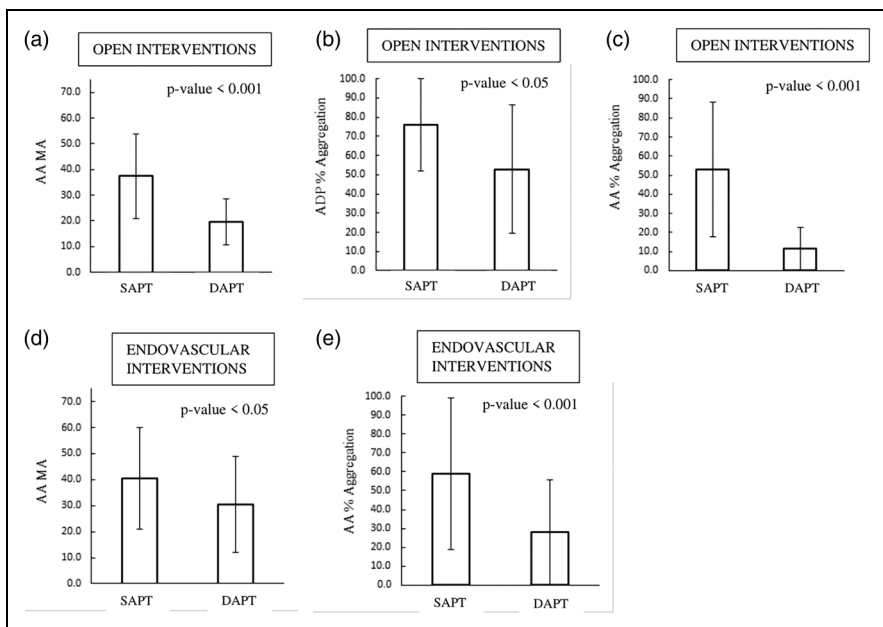 (a)
OPEN INTERVENTIONS
p-value < 0.001
AA MA
70.0
60.0
50.0
40.0
30.0
20.0
10.0
0.0
SAPT
DAPT
(b)
OPEN INTERVENTIONS
p-value < 0.05
ADP % Aggregation
100.0
90.0
80.0
70.0
60.0
50.0
40.0
30.0
20.0
10.0
0.0
SAPT
DAPT
(c)
OPEN INTERVENTIONS
p-value < 0.001
AA % Aggregation
100.0
90.0
80.0
70.0
60.0
50.0
40.0
30.0
20.0
10.0
0.0
SAPT
DAPT
(d)
ENDOVASCULAR
INTERVENTIONS
p-value < 0.05
AA MA
70.0
60.0
50.0
40.0
30.0
20.0
10.0
0.0
SAPT
DAPT
(e)
ENDOVASCULAR
INTERVENTIONS
p-value < 0.001
AA % Aggregation
100.0
90.0
80.0
70.0
60.0
50.0
40.0
30.0
20.0
10.0
0.0
SAPT
DAPT